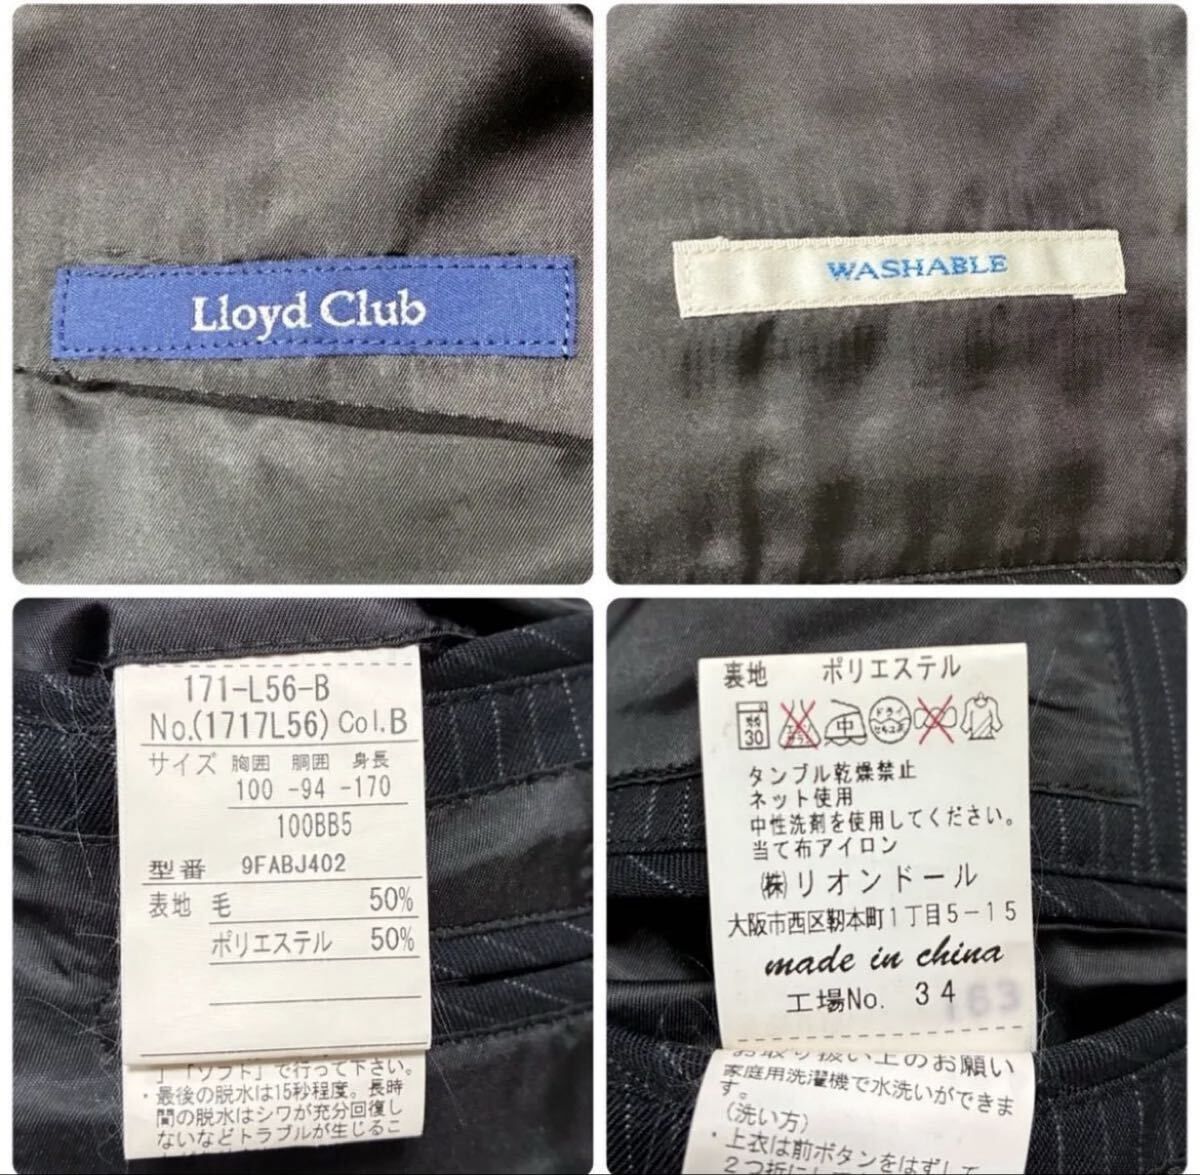 Lloyd Club
WASHABLE
171-L56-B
No.(1717L56) Col.B
サイズ 胸囲 胴囲 身長
100 -94 -170
100BB5
型番 9FABJ402
表地 毛 50%
ポリエステル 50%
」「ソフト」で行って下さい。
・最後の脱水は15秒程度。長時
間の脱水はシワが充分回復し
ないなどトラブルが生じるこ
表地 ポリエステル
30 中 ドライ
タンブル乾燥禁止
ネット使用
中性洗剤を使用してください。
当て布アイロン
㈱リオンドール
大阪市西区靭本町1丁目5-15
made in china
工場No. 34
163
お取り扱い上のお願い
家庭用洗濯機で水洗いができま
す。
(洗い方)
・上衣は前ボタンをはずして
2つ折にし